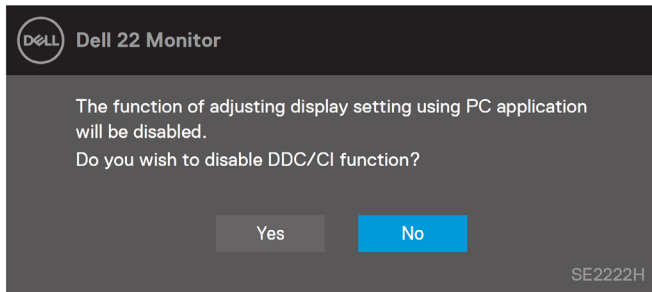 DELL Dell 22 Monitor
The function of adjusting display setting using PC application
will be disabled.
Do you wish to disable DDC/CI function?
Yes No
SE2222H